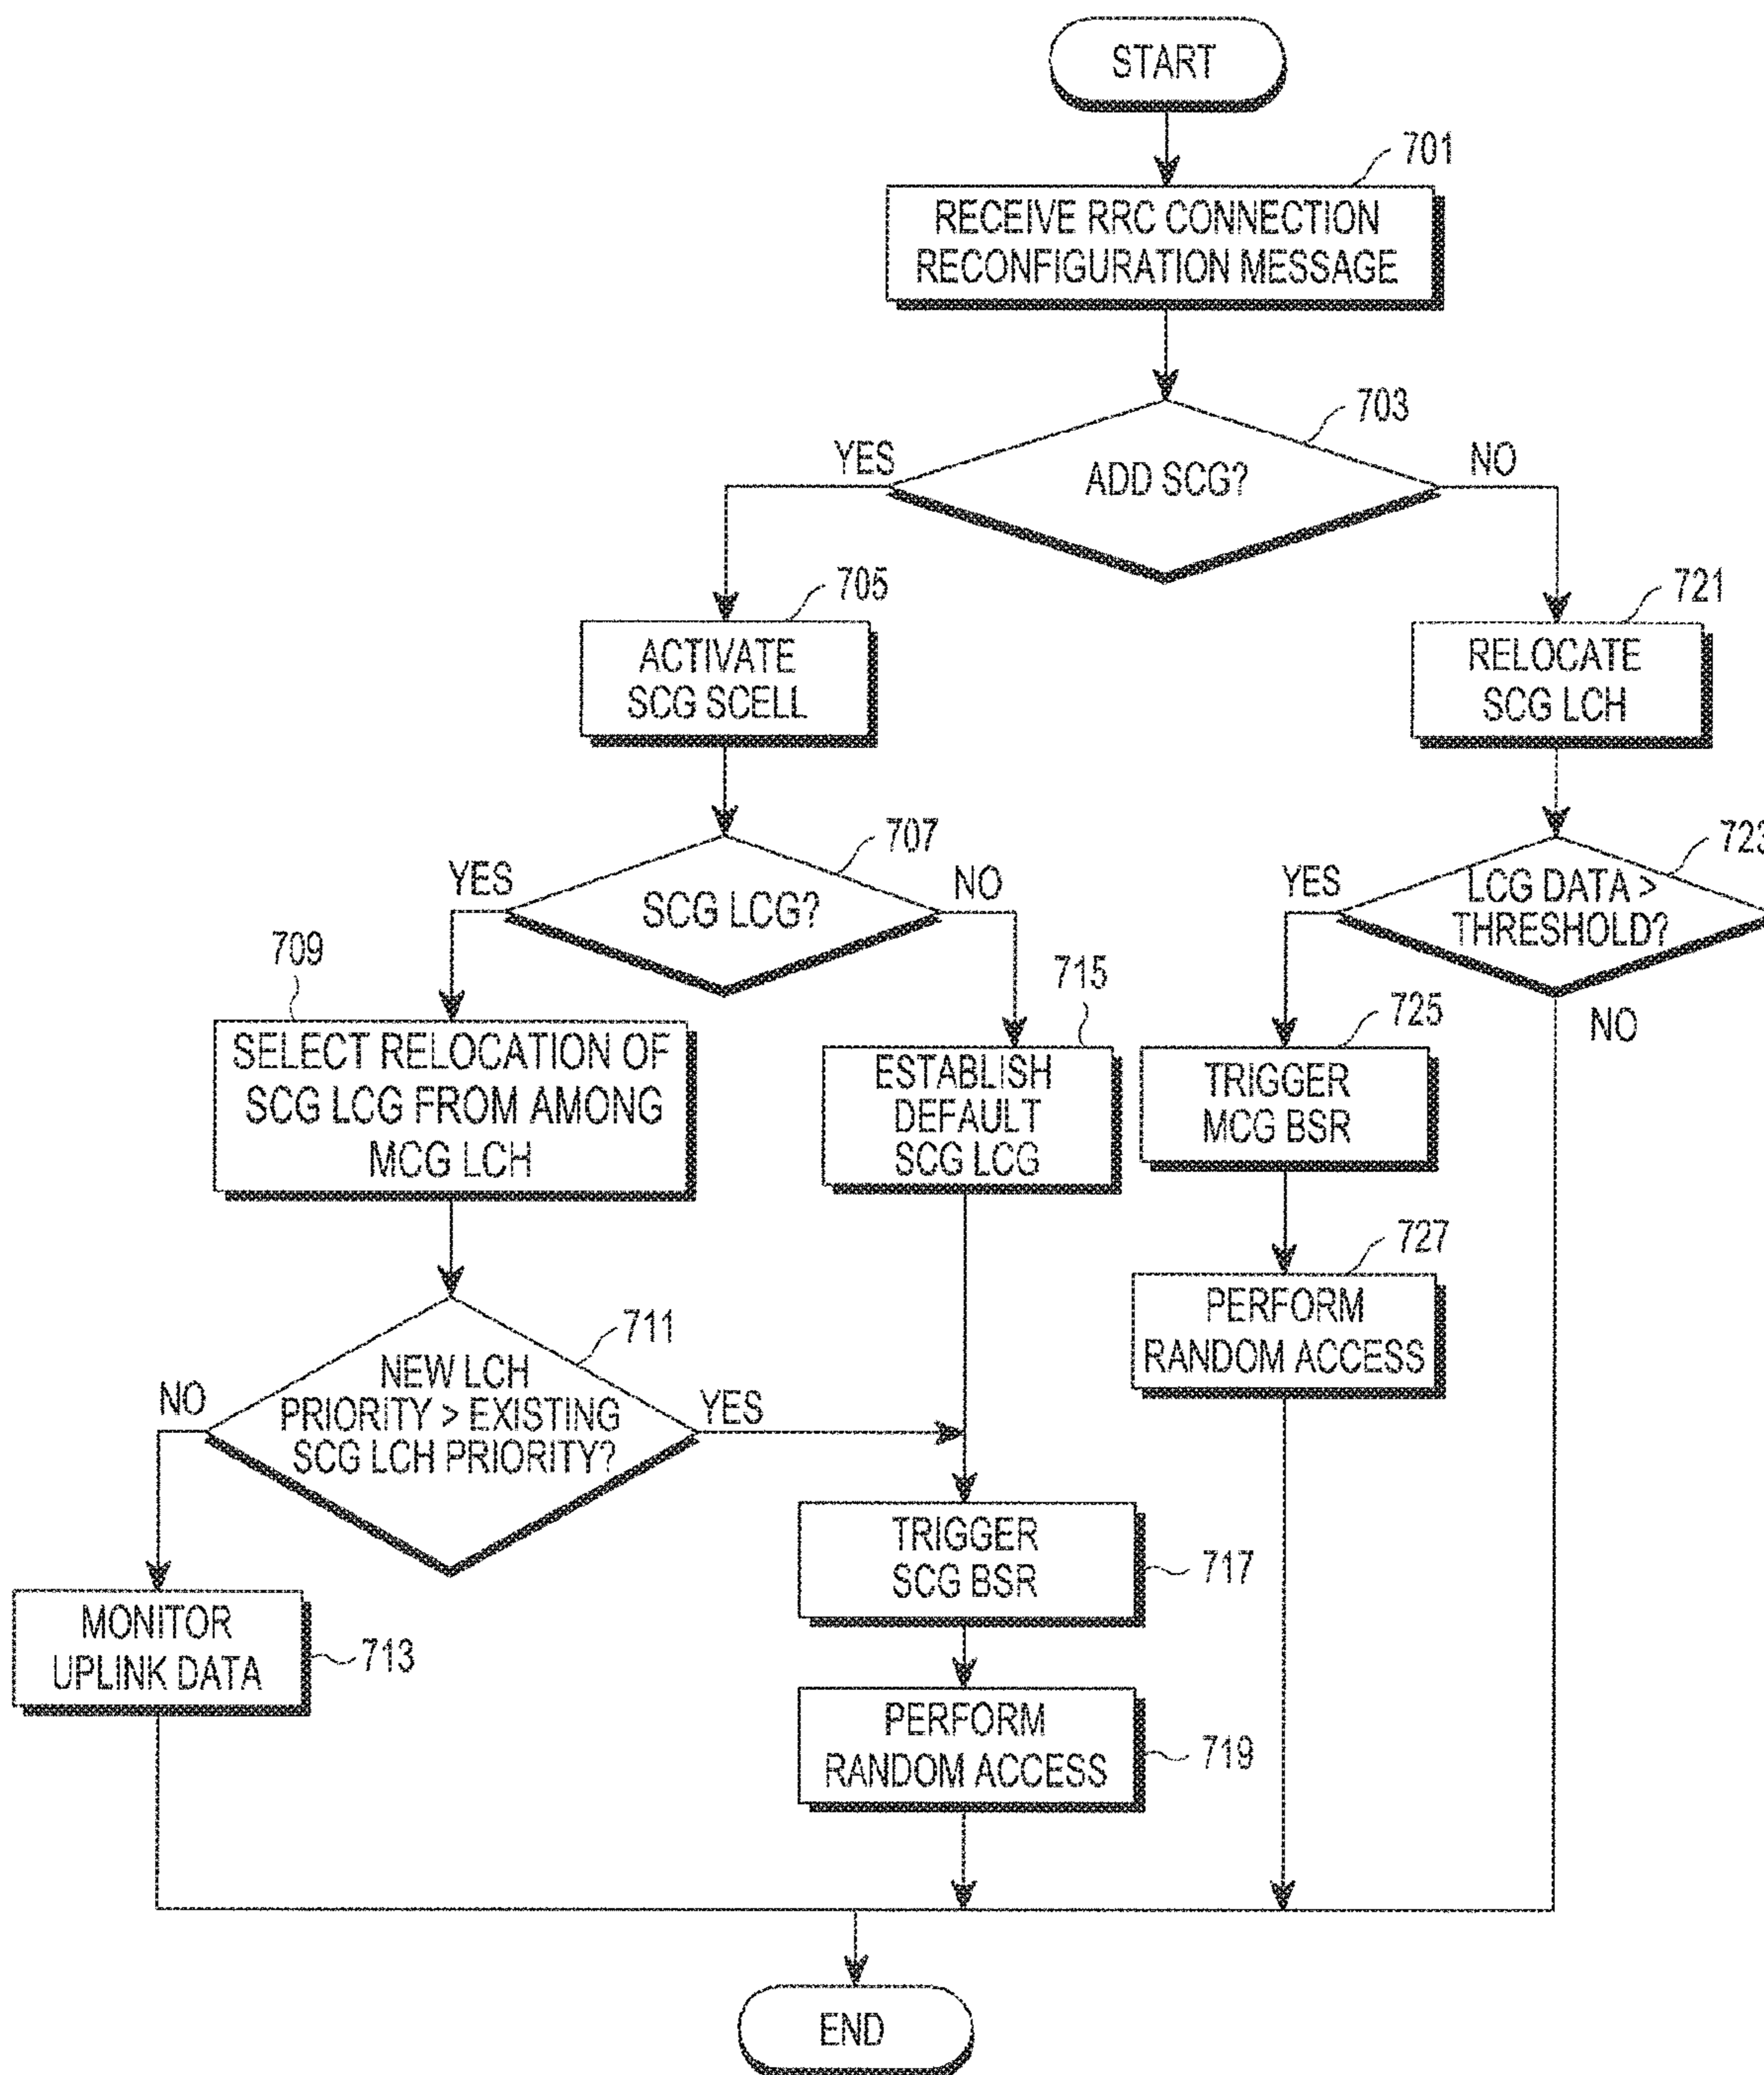 START
701
RECEIVE RRC CONNECTION
RECONFIGURATION MESSAGE
703
YES
ADD SCG?
NO
705
ACTIVATE
SCG SCELL
721
RELOCATE
SCG LCH
707
YES
SCG LCG?
NO
723
YES
LCG DATA >
THRESHOLD?
NO
709
SELECT RELOCATION OF
SCG LCG FROM AMONG
MCG LCH
715
ESTABLISH
DEFAULT
SCG LCG
725
TRIGGER
MCG BSR
727
PERFORM
RANDOM ACCESS
711
NO
NEW LCH
PRIORITY > EXISTING
SCG LCH PRIORITY?
YES
TRIGGER
SCG BSR
717
MONITOR
UPLINK DATA
713
PERFORM
RANDOM ACCESS
719
END